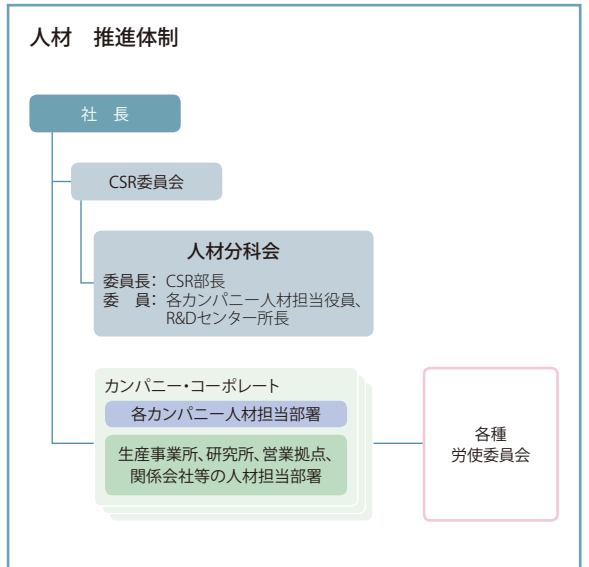 人材　推進体制
社　長
CSR委員会
人材分科会
委員長： CSR部長
委　員： 各カンパニー人材担当役員、
R&Dセンター所長
カンパニー・コーポレート
各カンパニー人材担当部署
生産事業所、研究所、営業拠点、
関係会社等の人材担当部署
各種
労使委員会